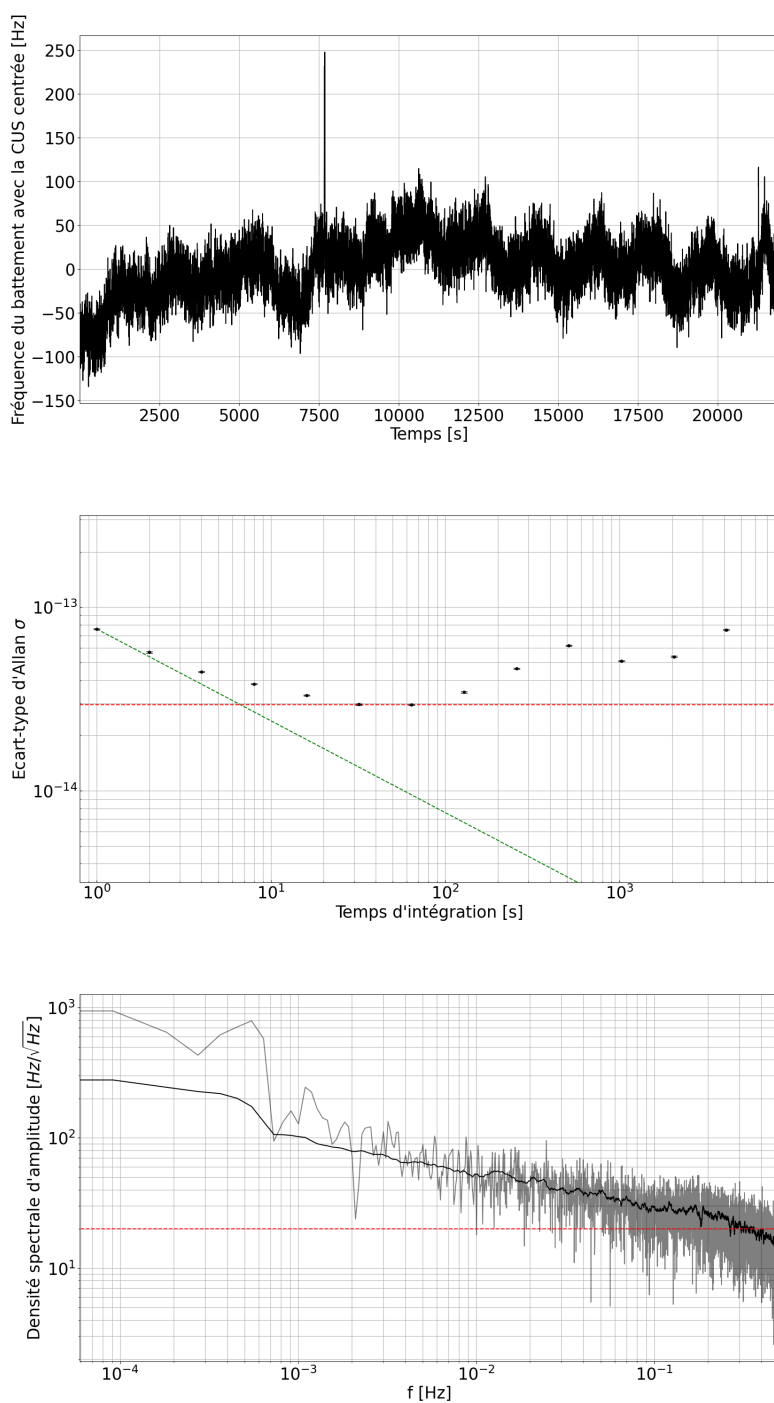 Fréquence du battement avec la CUS centrée [Hz]
250
200
150
100
50
0
−50
−100
−150
2500 5000 7500 10000 12500 15000 17500 20000
Temps [s]
Ecart-type d'Allan σ
10⁻¹³
10⁻¹⁴
10⁰ 10¹ 10² 10³
Temps d'intégration [s]
Densité spectrale d'amplitude [Hz/√Hz]
10³
10²
10¹
10⁻⁴ 10⁻³ 10⁻² 10⁻¹
f [Hz]